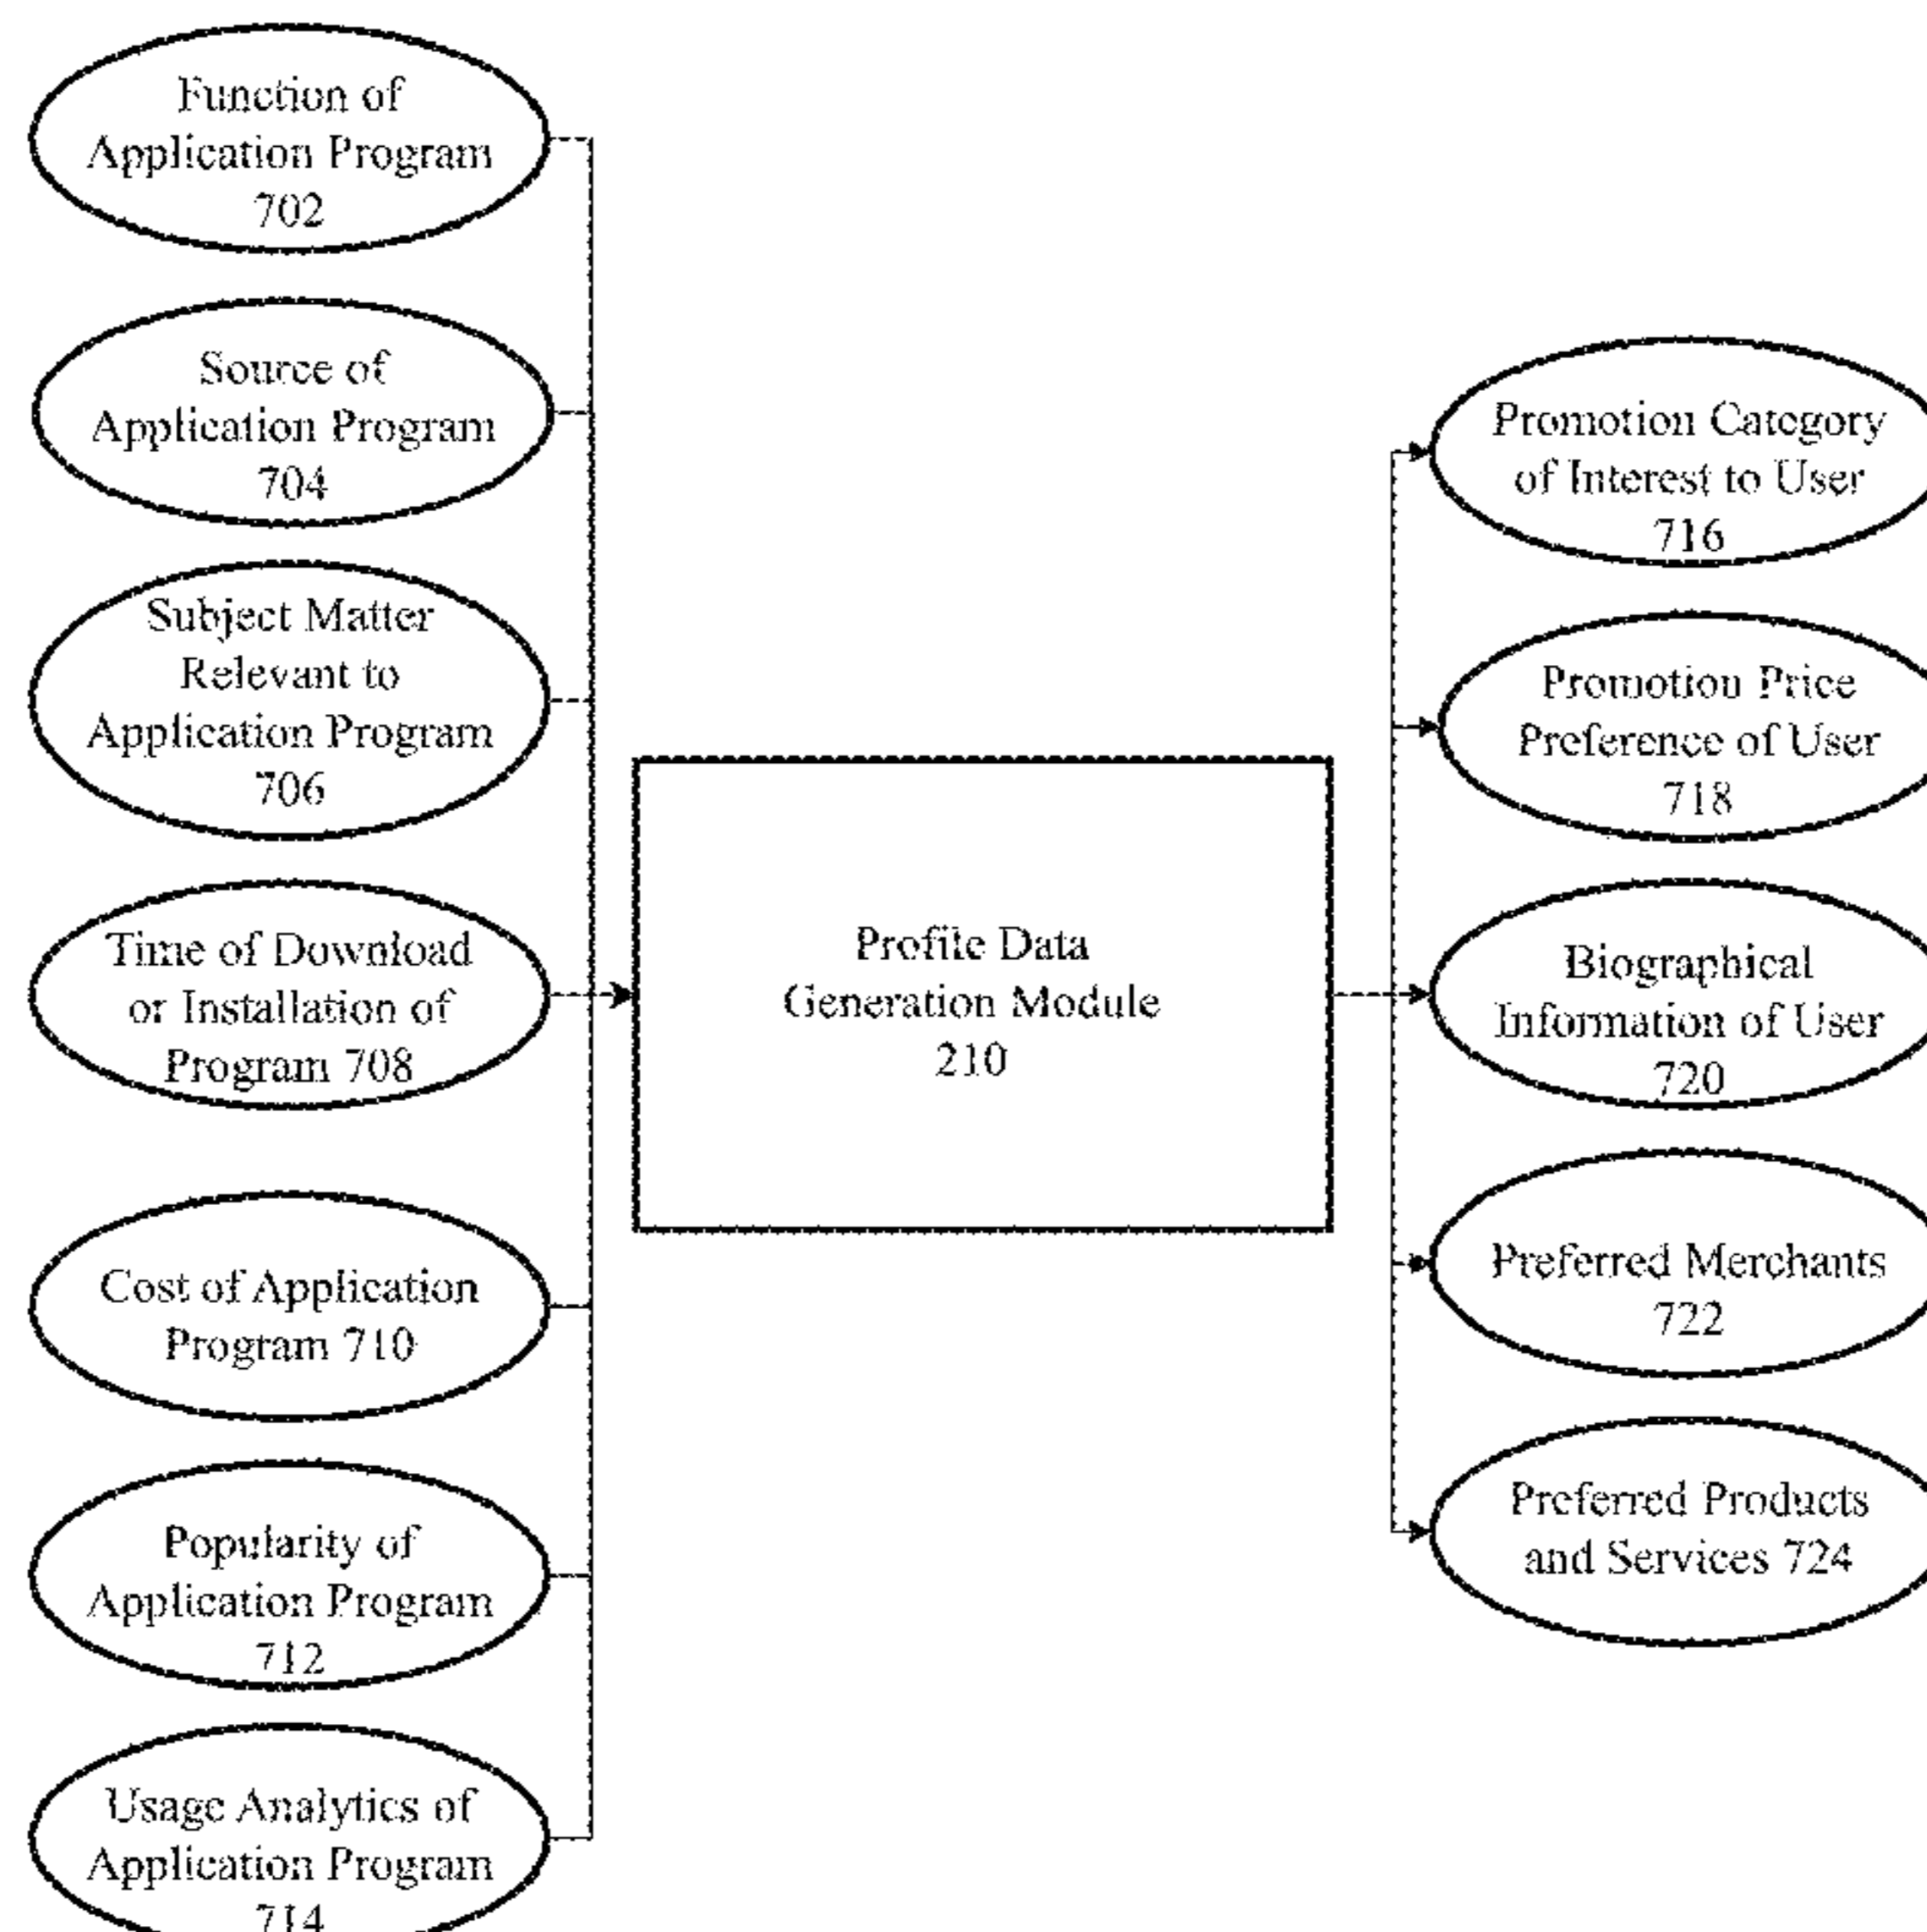 Function of
Application Program
702
Source of
Application Program
704
Subject Matter
Relevant to
Application Program
706
Time of Download
or Installation of
Program 708
Cost of Application
Program 710
Popularity of
Application Program
712
Usage Analytics of
Application Program
714
Profile Data
Generation Module
210
Promotion Category
of Interest to User
716
Promotion Price
Preference of User
718
Biographical
Information of User
720
Preferred Merchants
722
Preferred Products
and Services 724